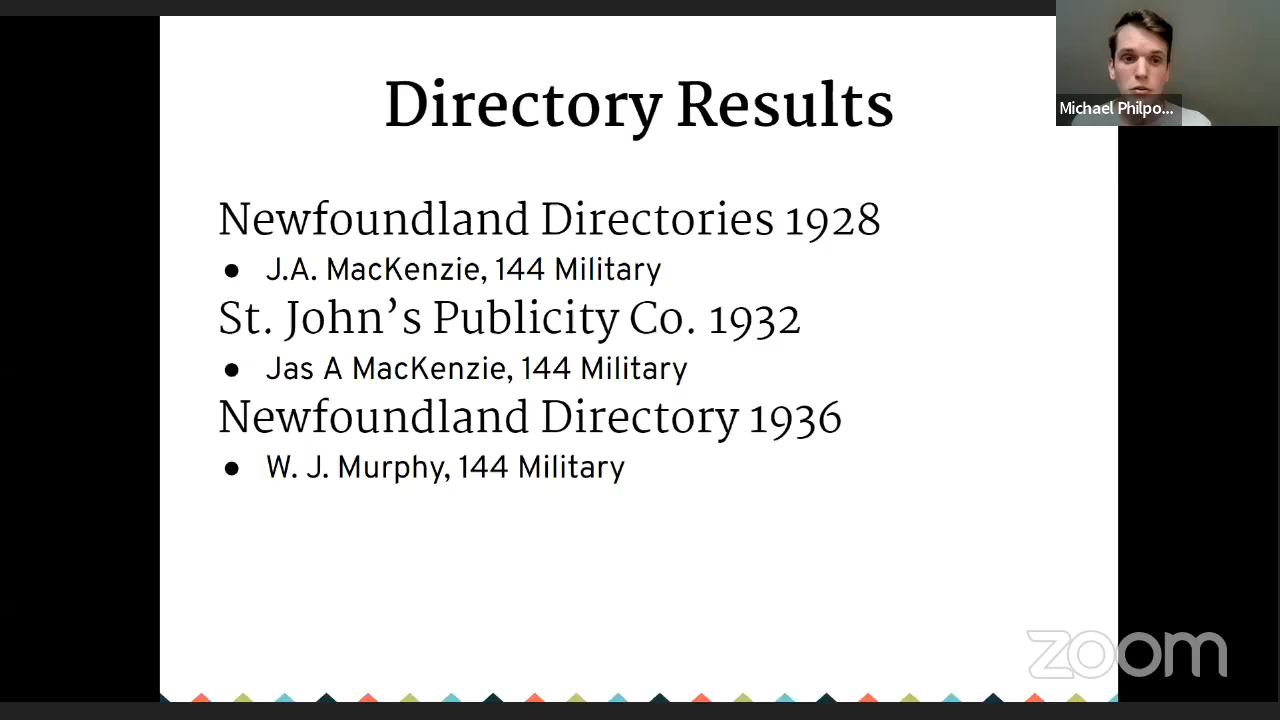 Directory Results
Michael Philpo...
Newfoundland Directories 1928
● J.A. MacKenzie, 144 Military
St. John’s Publicity Co. 1932
● Jas A MacKenzie, 144 Military
Newfoundland Directory 1936
● W. J. Murphy, 144 Military
zoom